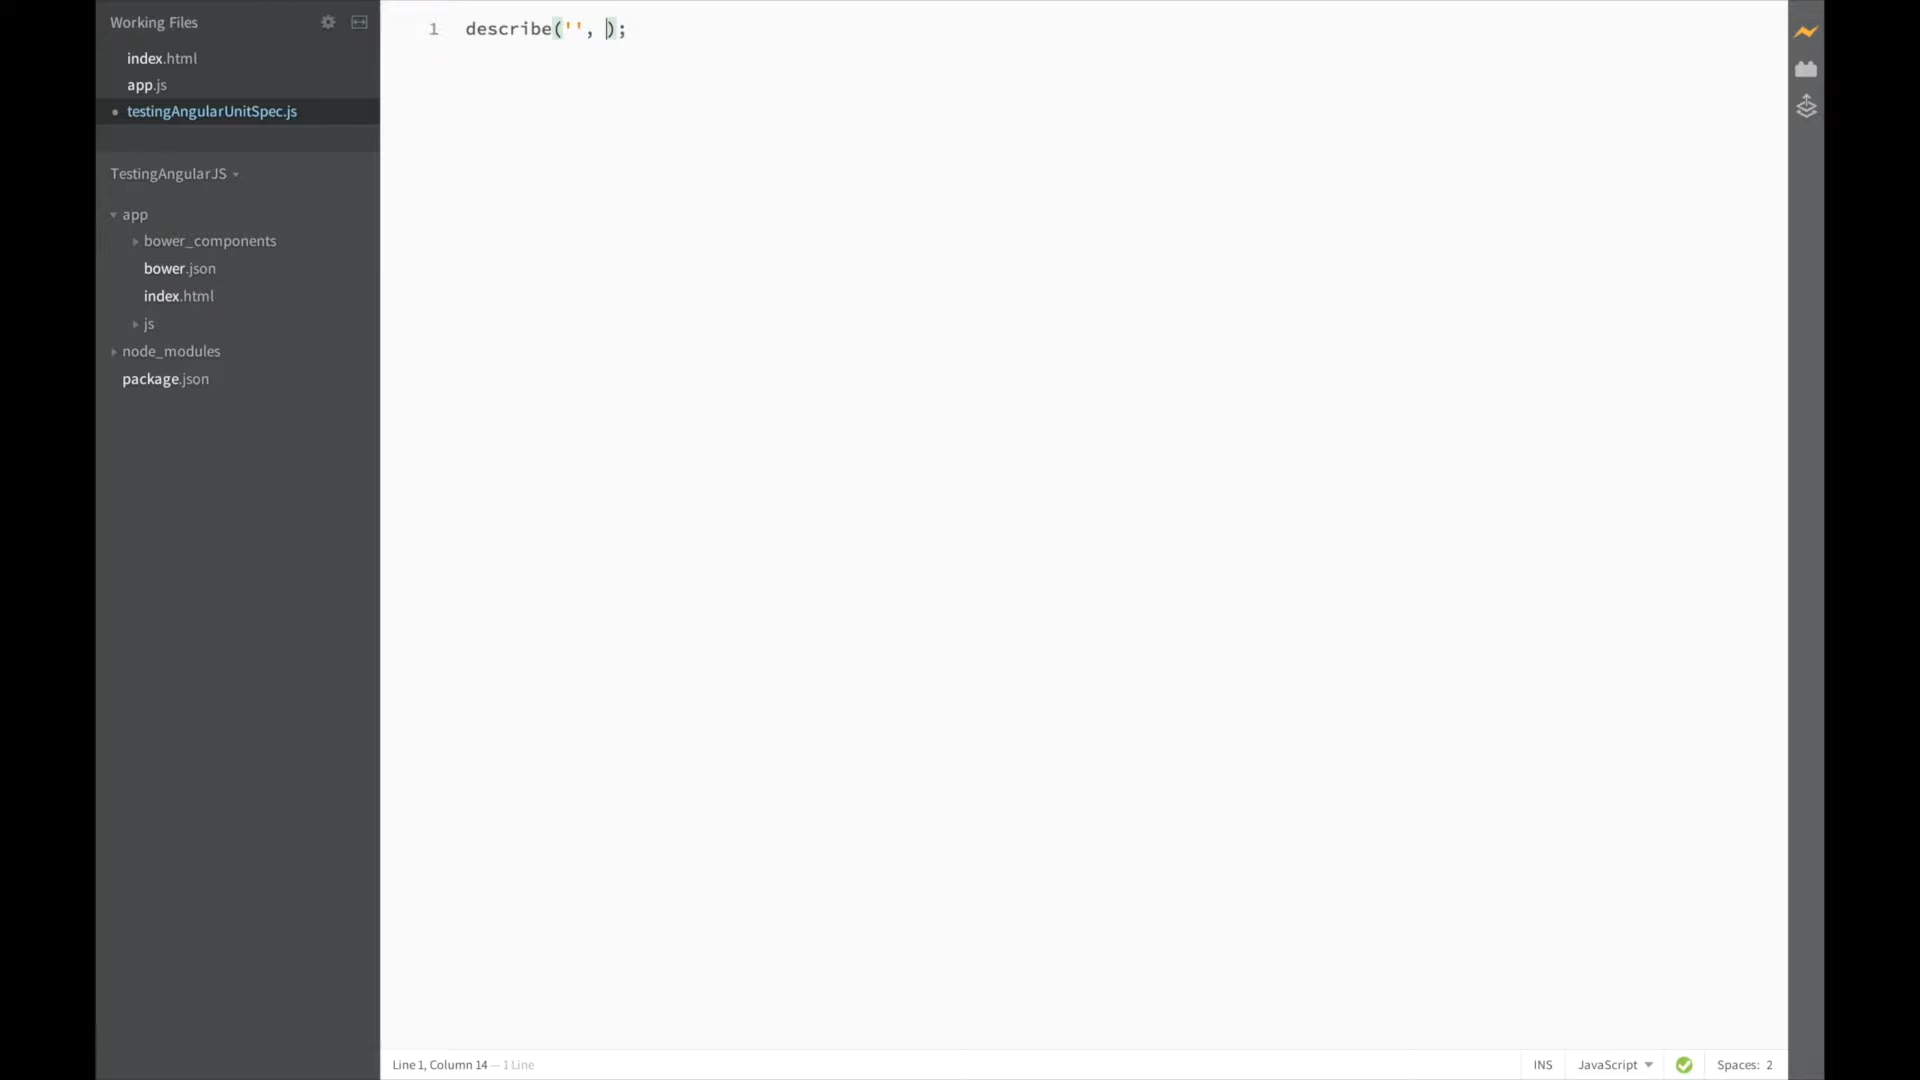 Working Files
index.html
app.js
testingAngularUnitSpec.js
TestingAngularJS
app
bower_components
bower.json
index.html
js
node_modules
package.json
1 describe('', );
Line 1, Column 14 — 1 Line
INS
JavaScript
Spaces: 2